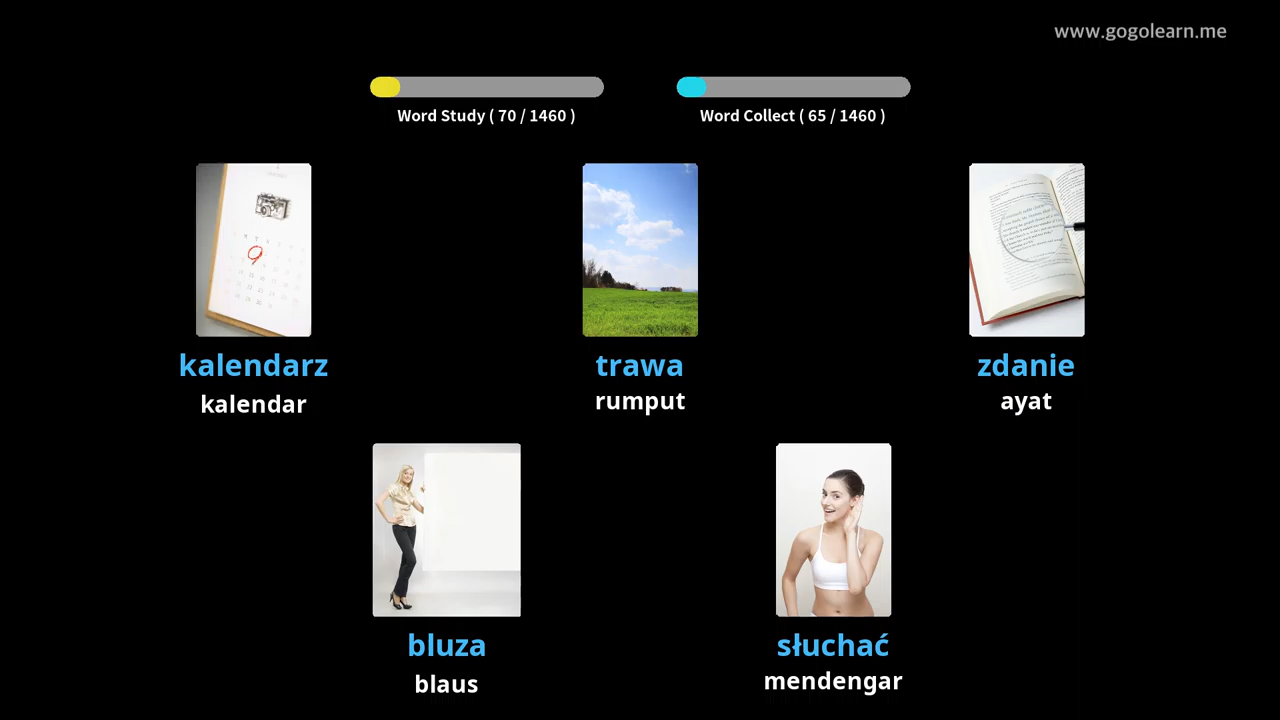 www.gogolearn.me
Word Study ( 70 / 1460 )
Word Collect ( 65 / 1460 )
kalendarz
kalendar
trawa
rumput
zdanie
ayat
bluza
blaus
słuchać
mendengar